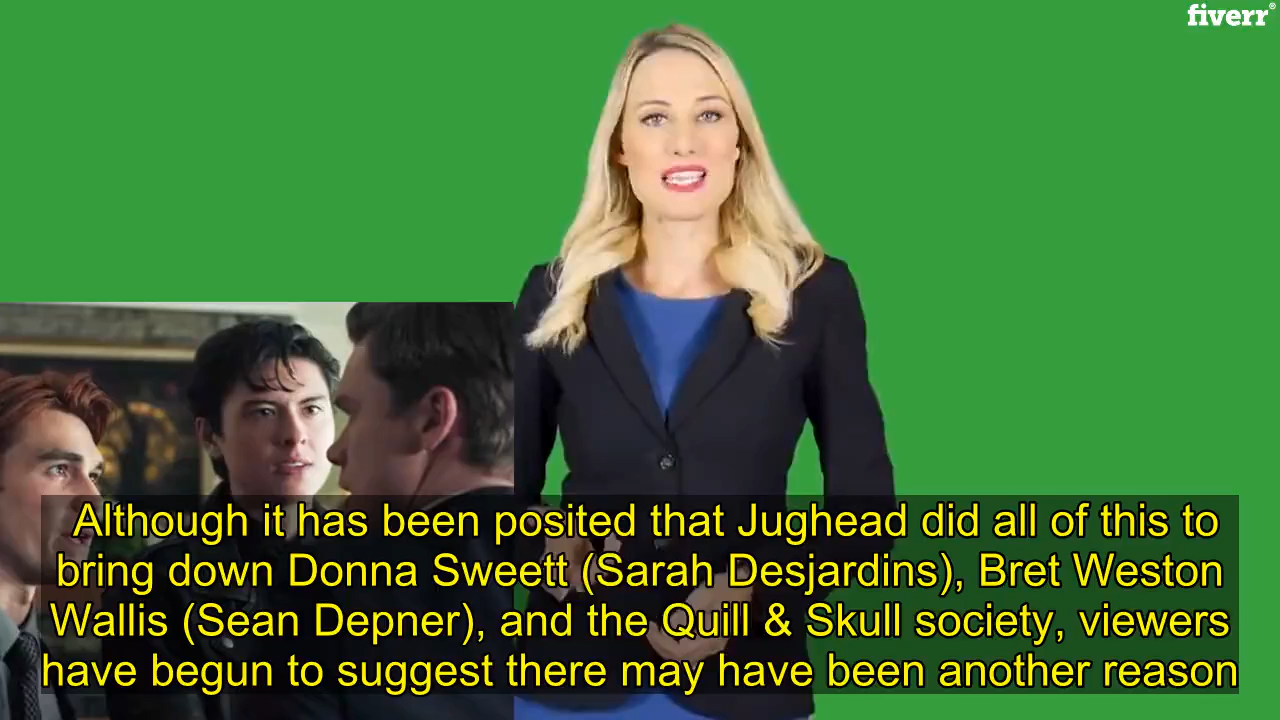 fiverr®
Although it has been posited that Jughead did all of this to
bring down Donna Sweett (Sarah Desjardins), Bret Weston
Wallis (Sean Depner), and the Quill & Skull society, viewers
have begun to suggest there may have been another reason